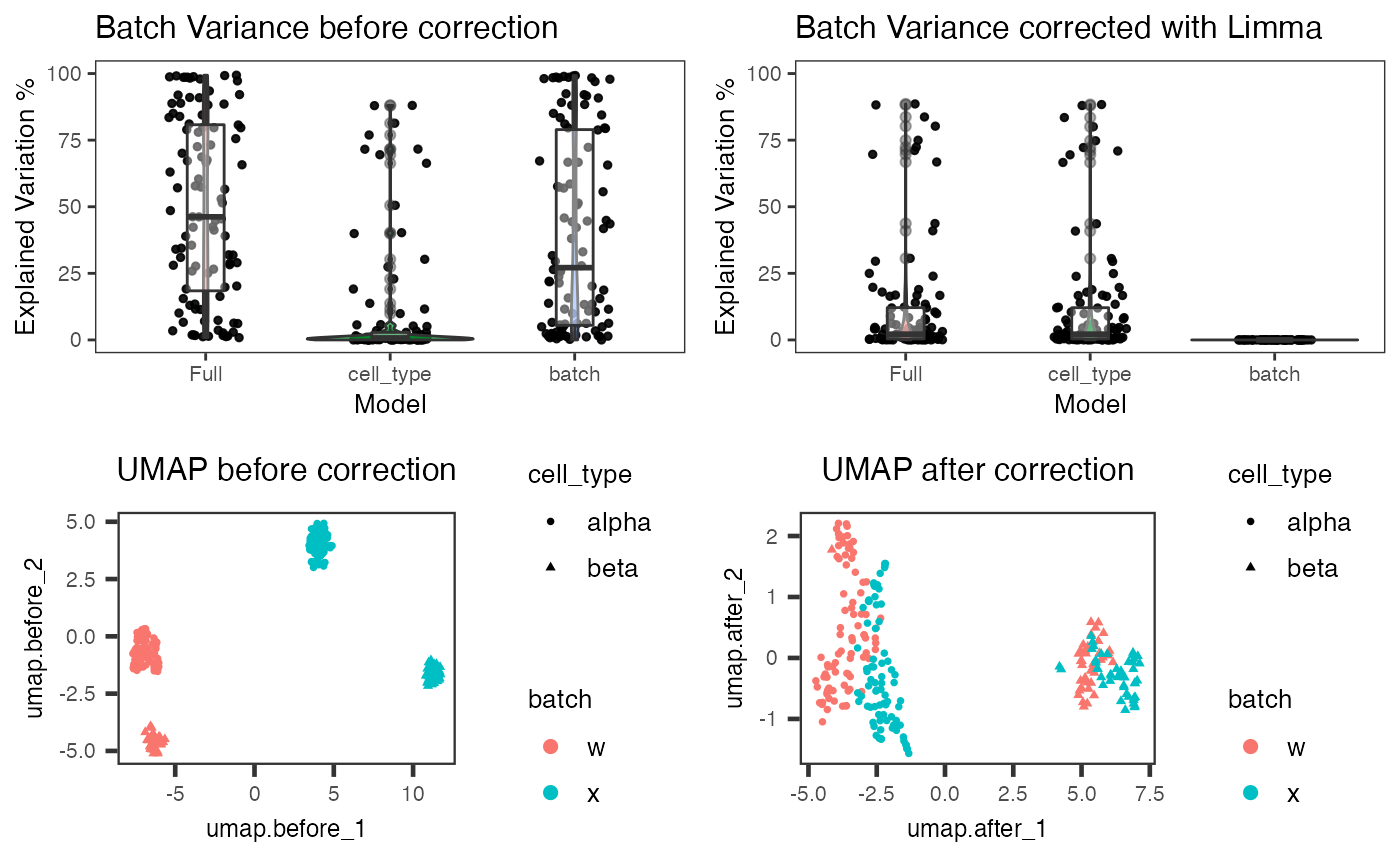 Batch Variance before correction
Explained Variation %
100
75
50
25
0
Full cell_type batch
Model
Batch Variance corrected with Limma
Explained Variation %
100
75
50
25
0
Full cell_type batch
Model
UMAP before correction
umap.before_2
5.0
2.5
0.0
-2.5
-5.0
-5 0 5 10
umap.before_1
cell_type
alpha
beta
batch
w
x
UMAP after correction
umap.after_2
2
1
0
-1
-5.0 -2.5 0.0 2.5 5.0 7.5
umap.after_1
cell_type
alpha
beta
batch
w
x